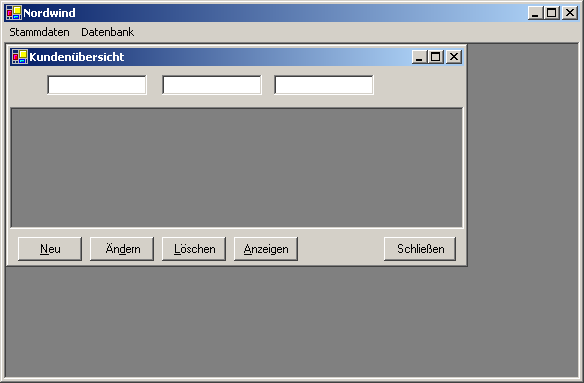 Nordwind
Stammdaten Datenbank
Kundenübersicht
Neu Ändern Löschen Anzeigen Schließen